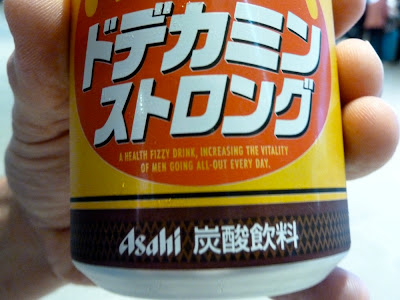 ドデカミン
ストロング
A HEALTH FIZZY DRINK, INCREASING THE VITALITY
OF MEN GOING ALL-OUT EVERY DAY.
Asahi 炭酸飲料